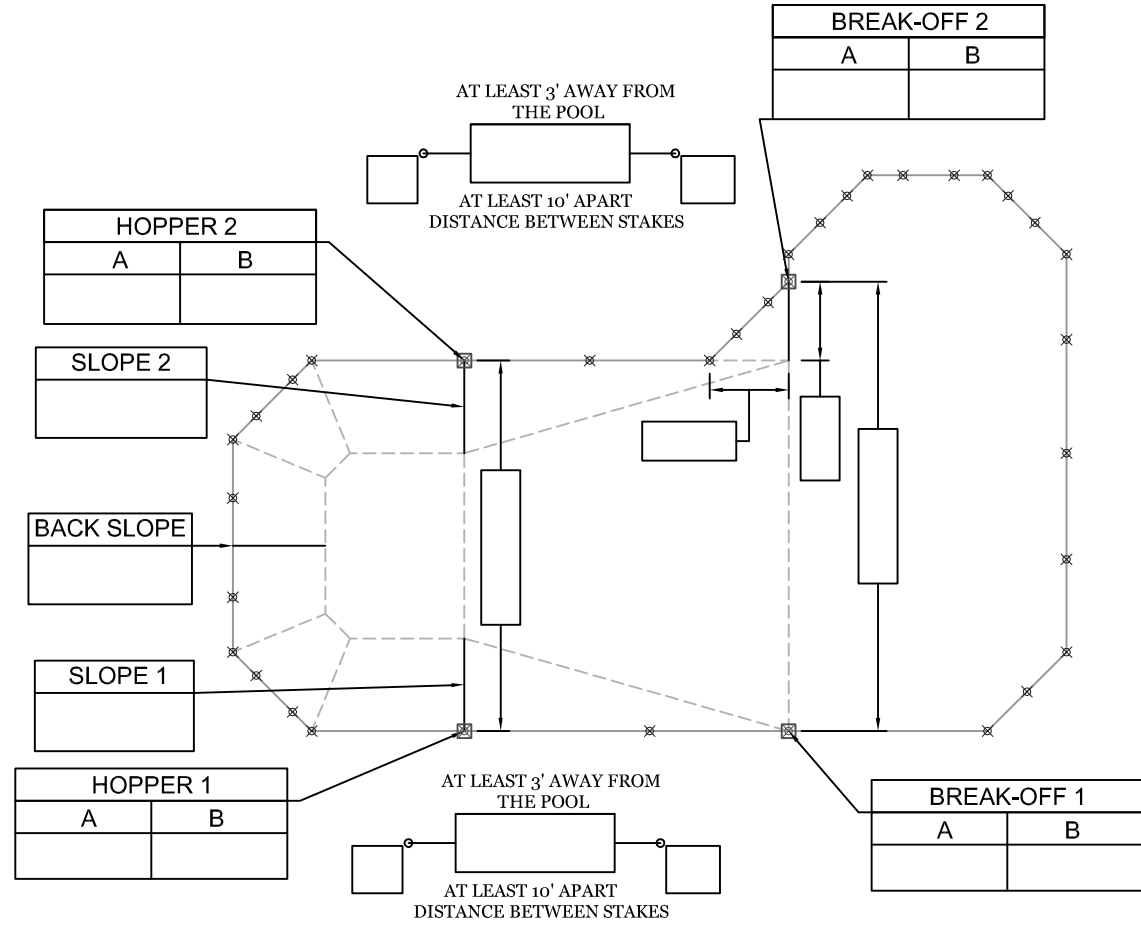 BREAK-OFF 2
A B
AT LEAST 3' AWAY FROM
THE POOL
AT LEAST 10' APART
DISTANCE BETWEEN STAKES
HOPPER 2
A B
SLOPE 2
BACK SLOPE
SLOPE 1
HOPPER 1
A B
AT LEAST 3' AWAY FROM
THE POOL
AT LEAST 10' APART
DISTANCE BETWEEN STAKES
BREAK-OFF 1
A B